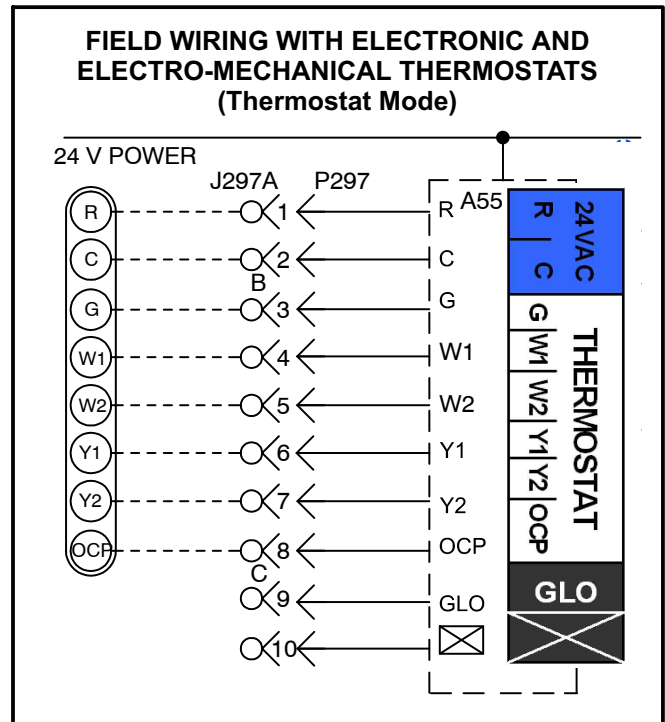 FIELD WIRING WITH ELECTRONIC AND
ELECTRO-MECHANICAL THERMOSTATS
(Thermostat Mode)
24 V POWER
J297A P297
A55
R 1 R
C 2 C
B
G 3 G
W1 4 W1
W2 5 W2
Y1 6 Y1
Y2 7 Y2
OCP 8 OCP
C
9 GLO
10
R C
24 VAC
G W1 W2 Y1 Y2 OCP
THERMOSTAT
GLO